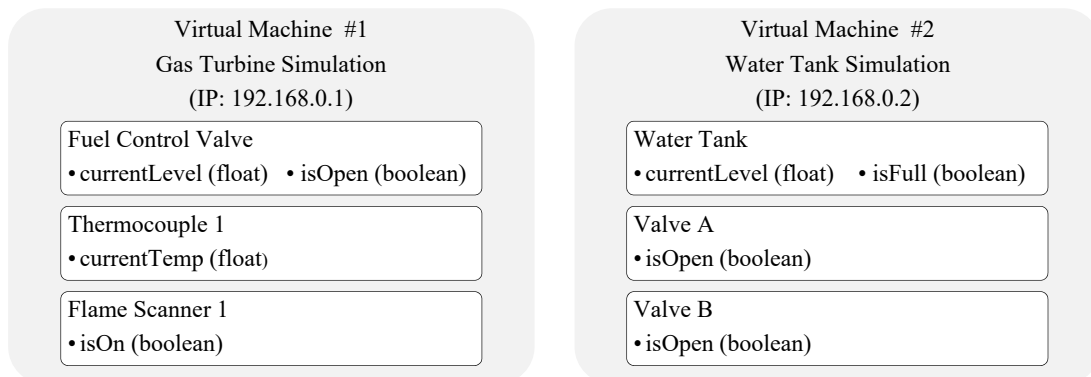 Virtual Machine #1
Gas Turbine Simulation
(IP: 192.168.0.1)
Fuel Control Valve
• currentLevel (float) • isOpen (boolean)
Thermocouple 1
• currentTemp (float)
Flame Scanner 1
• isOn (boolean)
Virtual Machine #2
Water Tank Simulation
(IP: 192.168.0.2)
Water Tank
• currentLevel (float) • isFull (boolean)
Valve A
• isOpen (boolean)
Valve B
• isOpen (boolean)